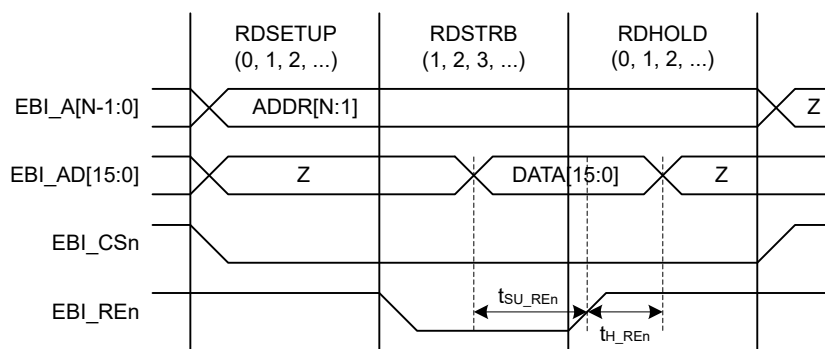 RDSETUP RDSTRB RDHOLD
(0, 1, 2, ...) (1, 2, 3, ...) (0, 1, 2, ...)
EBI_A[N-1:0] ADDR[N:1] Z
EBI_AD[15:0] Z DATA[15:0] Z
EBI_CSn
EBI_REn tSU_REn
tH_REn